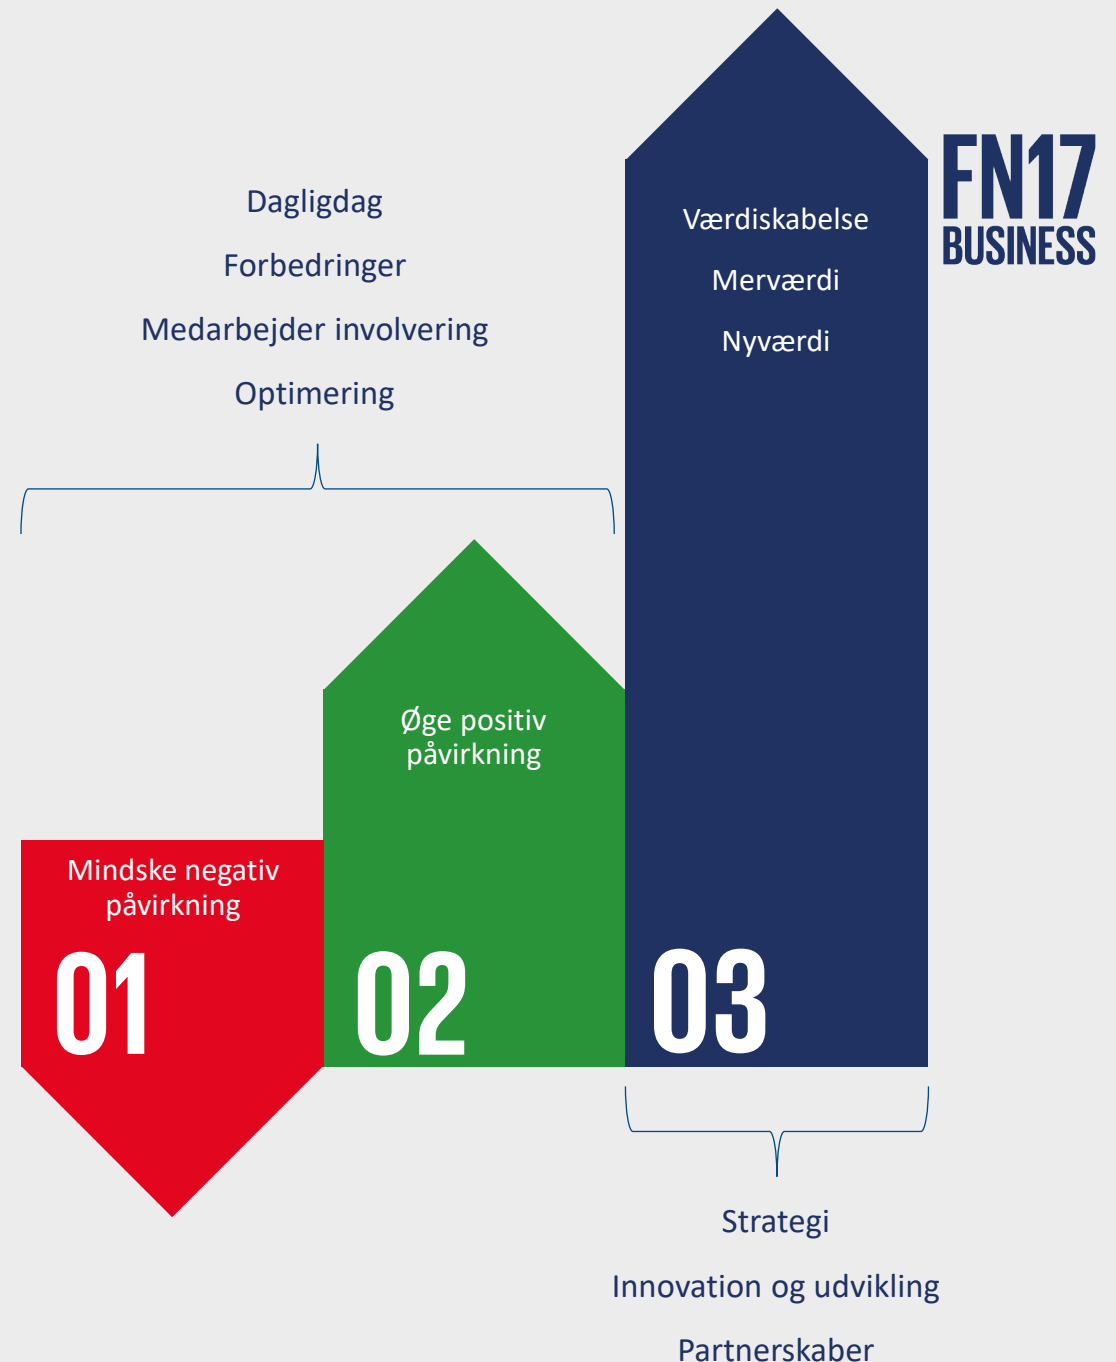 FN17
BUSINESS
Dagligdag
Forbedringer
Medarbejder involvering
Optimering
Værdiskabelse
Merværdi
Nyværdi
Øge positiv
påvirkning
Mindske negativ
påvirkning
01
02
03
Strategi
Innovation og udvikling
Partnerskaber